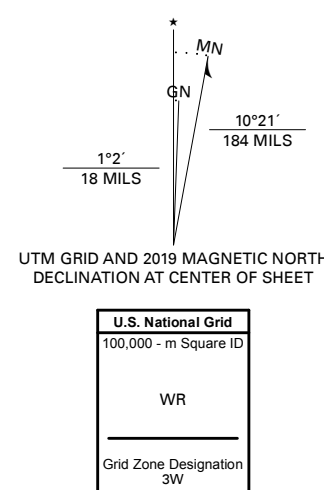 ★
MN
GN
10°21´
184 MILS
1°2´
18 MILS
UTM GRID AND 2019 MAGNETIC NORTH
DECLINATION AT CENTER OF SHEET
U.S. National Grid
100,000 - m Square ID
WR
Grid Zone Designation
3W